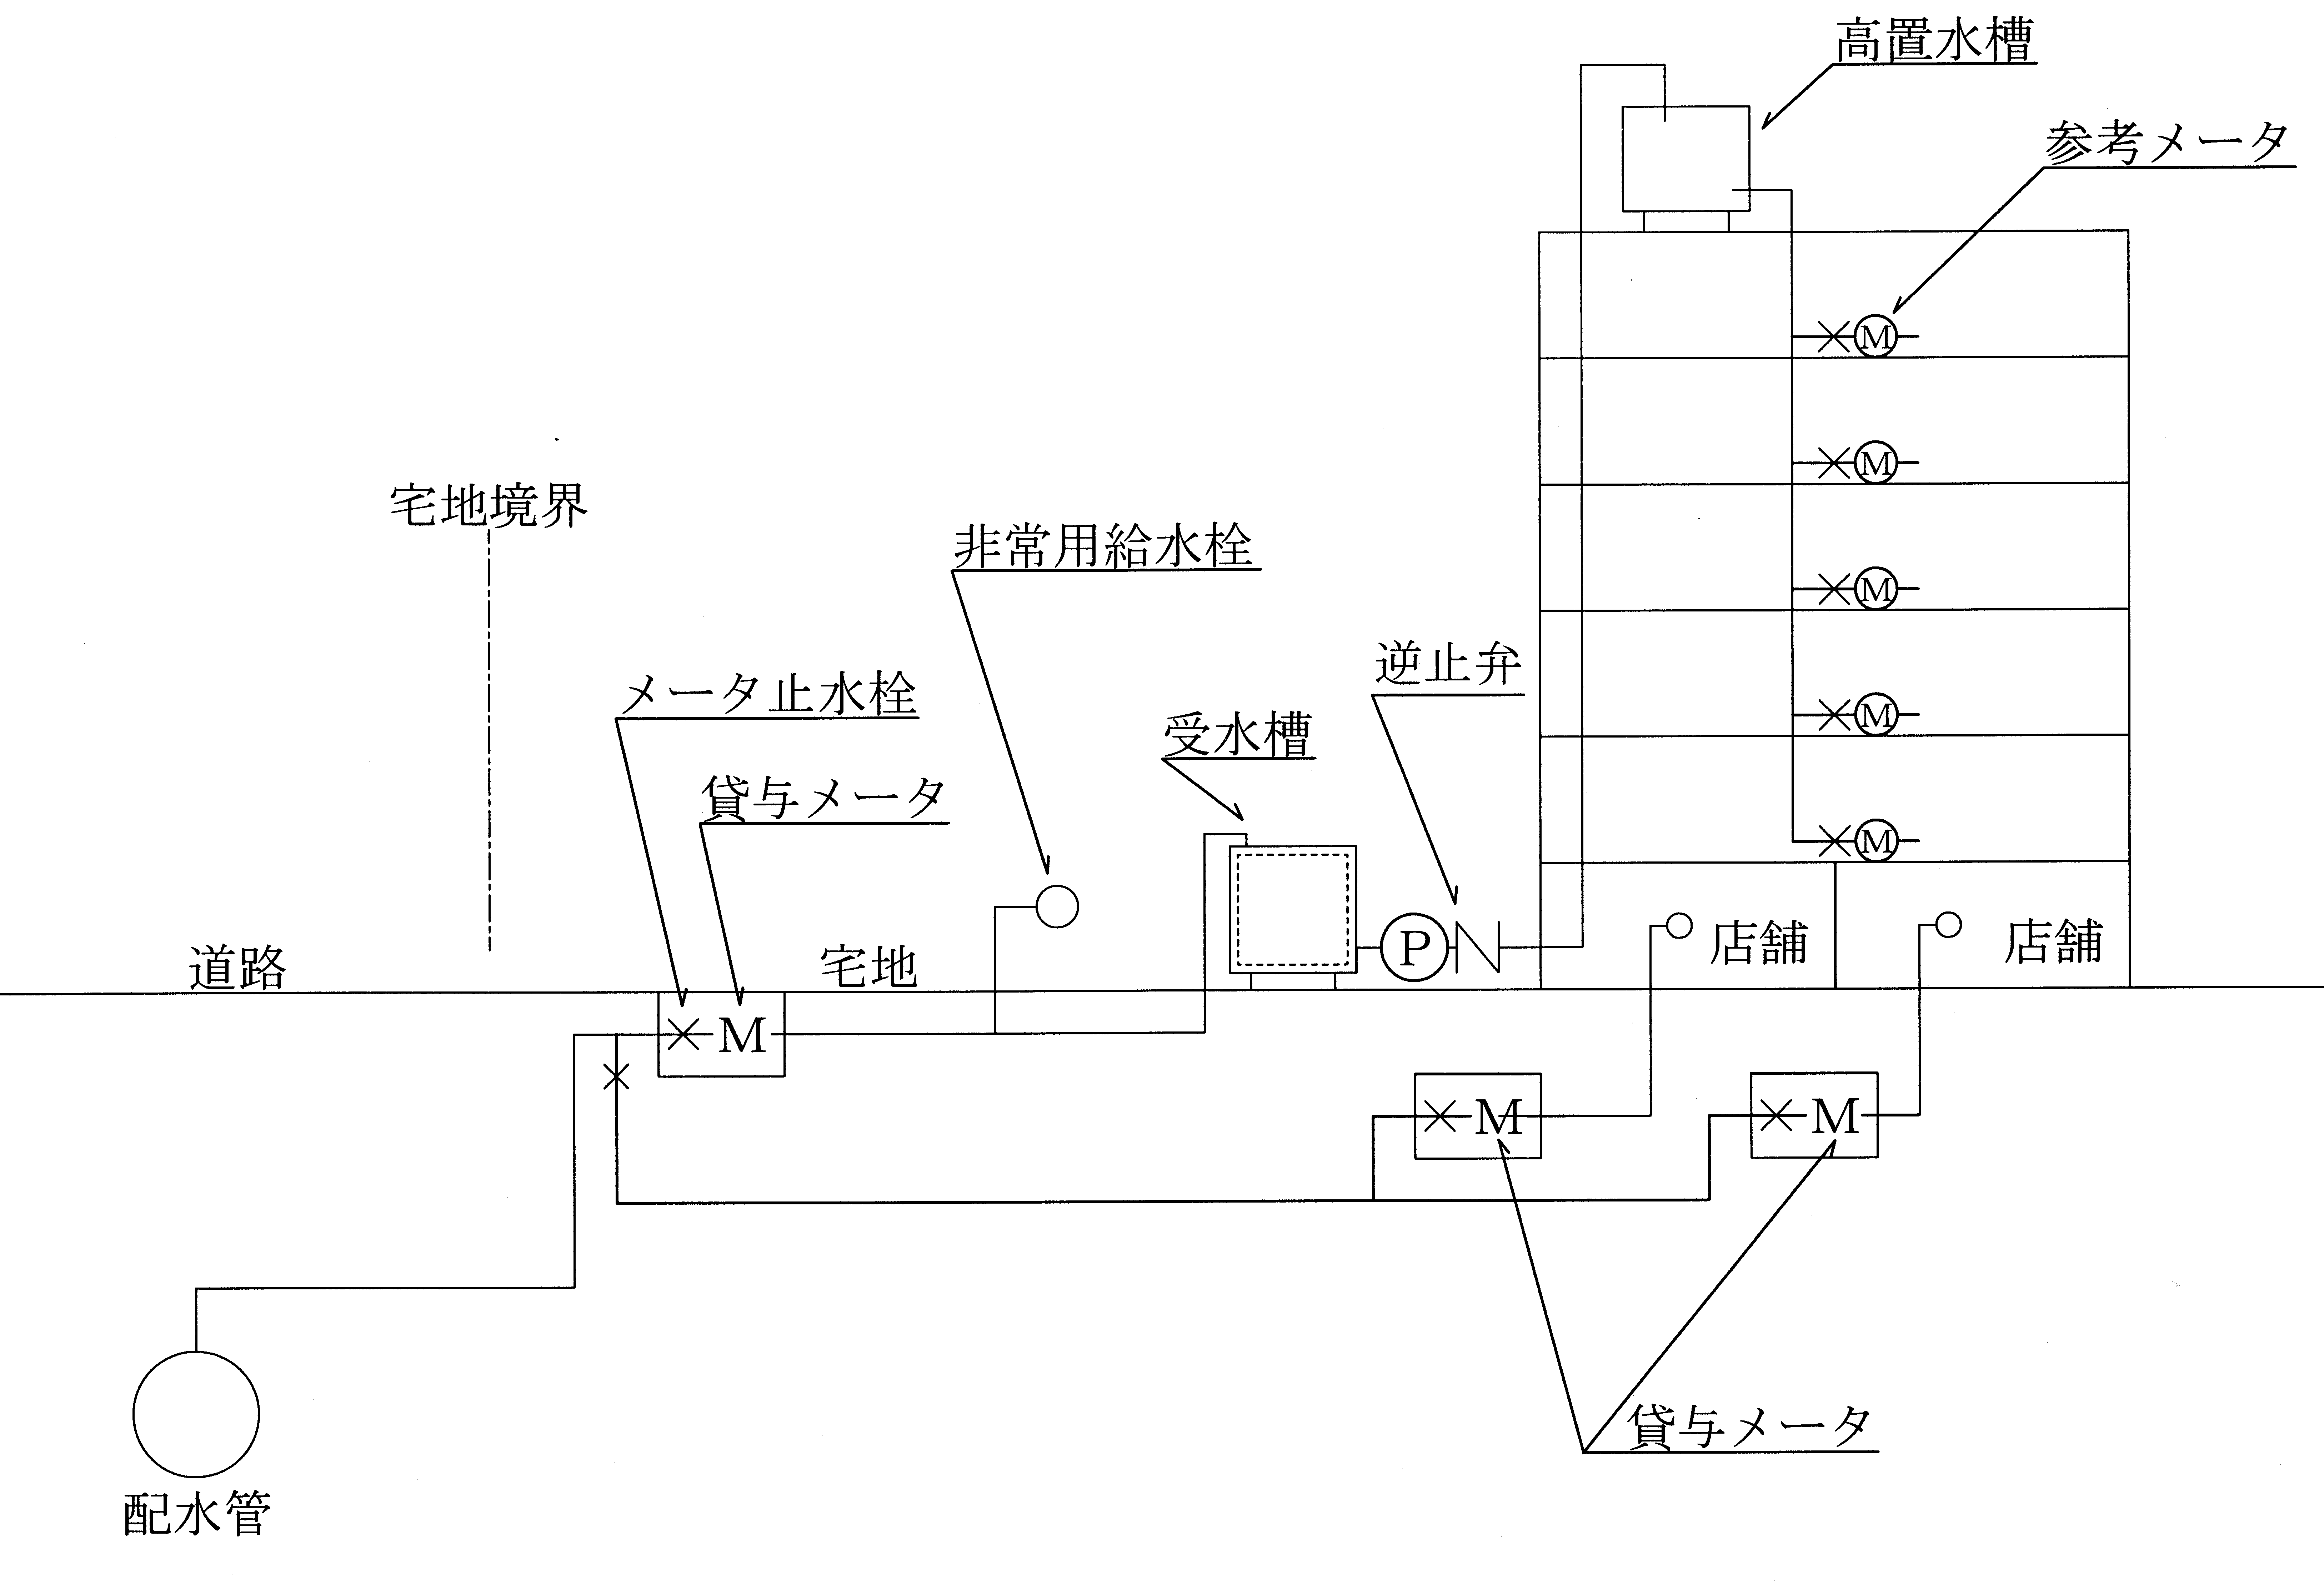 高置水槽
参考メータ
M
M
宅地境界
非常用給水栓
M
逆止弁
メータ止水栓
受水槽
M
貸与メータ
M
P
店舗
店舗
道路
宅地
M
M
M
貸与メータ
配水管